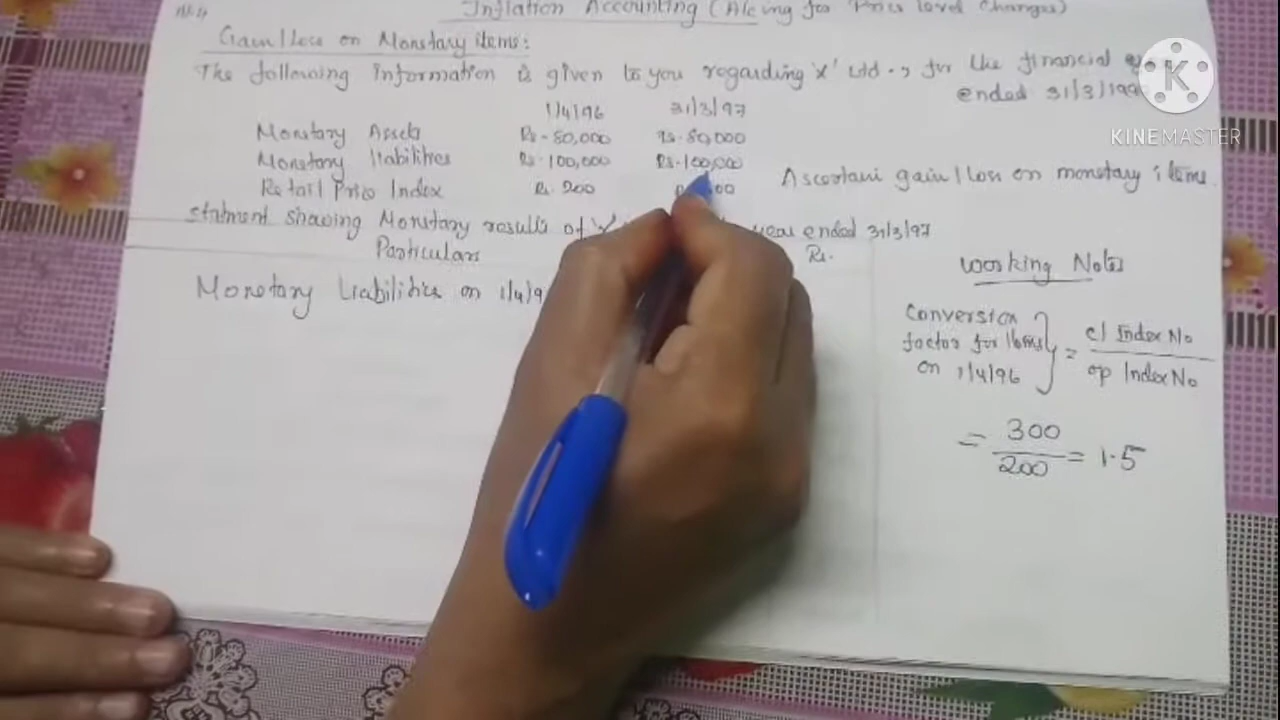 Inflation Accounting (A/cing for Price level Changes)
Gain/loss on Monetary items:
The following information is given to you regarding 'X' Ltd., for the financial
ended 31/3/199
1/4/96 31/3/97
Monetary Assets Rs-80,000 Rs-80,000
Monetary liabilities Rs-100,000 Rs-100,000
Retail Price Index Rs. 200
Ascertain gain/loss on monetary items
statment showing Monetary results of year ended 31/3/97
Particulars Rs.
Monetary Liabilities on 1/4/9
Working Notes
Conversion
factor for items
on 1/4/96
= cl Index No
op Index No
= 300
200 = 1.5
K
KINEMASTER